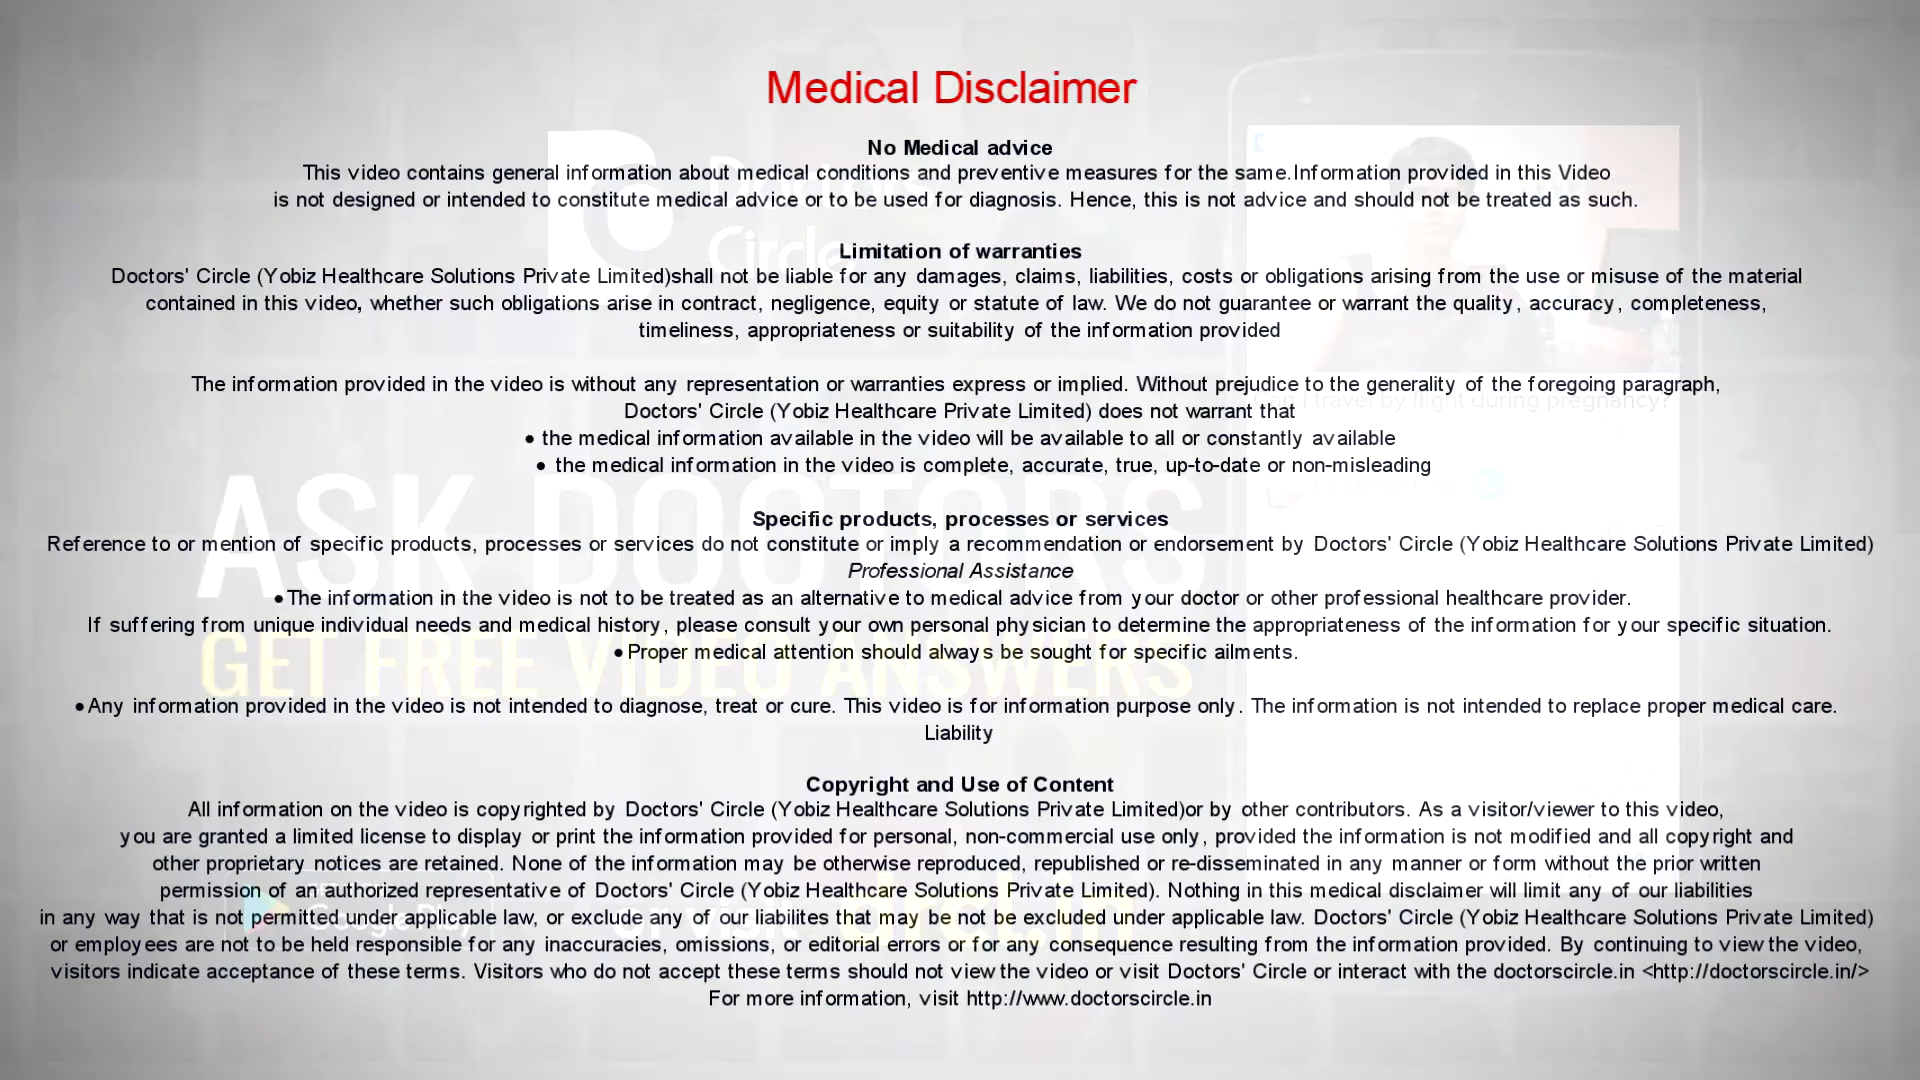 Medical Disclaimer
No Medical advice
This video contains general information about medical conditions and preventive measures for the same.Information provided in this Video
is not designed or intended to constitute medical advice or to be used for diagnosis. Hence, this is not advice and should not be treated as such.
Doctors'
Circle
Limitation of warranties
Doctors' Circle (Yobiz Healthcare Solutions Private Limited)shall not be liable for any damages, claims, liabilities, costs or obligations arising from the use or misuse of the material
contained in this video, whether such obligations arise in contract, negligence, equity or statute of law. We do not guarantee or warrant the quality, accuracy, completeness,
timeliness, appropriateness or suitability of the information provided
The information provided in the video is without any representation or warranties express or implied. Without prejudice to the generality of the foregoing paragraph,
Can I travel by flight during pregnancy?
Doctors' Circle (Yobiz Healthcare Private Limited) does not warrant that
• the medical information available in the video will be available to all or constantly available
• the medical information in the video is complete, accurate, true, up-to-date or non-misleading
ASK DOCTORS
Specific products, processes or services
Reference to or mention of specific products, processes or services do not constitute or imply a recommendation or endorsement by Doctors' Circle (Yobiz Healthcare Solutions Private Limited)
Professional Assistance
•The information in the video is not to be treated as an alternative to medical advice from your doctor or other professional healthcare provider.
If suffering from unique individual needs and medical history, please consult your own personal physician to determine the appropriateness of the information for your specific situation.
•Proper medical attention should always be sought for specific ailments.
GET FREE VIDEO ANSWERS
•Any information provided in the video is not intended to diagnose, treat or cure. This video is for information purpose only. The information is not intended to replace proper medical care.
Liability
Copyright and Use of Content
All information on the video is copyrighted by Doctors' Circle (Yobiz Healthcare Solutions Private Limited)or by other contributors. As a visitor/viewer to this video,
you are granted a limited license to display or print the information provided for personal, non-commercial use only, provided the information is not modified and all copyright and
other proprietary notices are retained. None of the information may be otherwise reproduced, republished or re-disseminated in any manner or form without the prior written
permission of an authorized representative of Doctors' Circle (Yobiz Healthcare Solutions Private Limited). Nothing in this medical disclaimer will limit any of our liabilities
in any way that is not permitted under applicable law, or exclude any of our liabilites that may be not be excluded under applicable law. Doctors' Circle (Yobiz Healthcare Solutions Private Limited)
Google Play or visit drcl.in
or employees are not to be held responsible for any inaccuracies, omissions, or editorial errors or for any consequence resulting from the information provided. By continuing to view the video,
visitors indicate acceptance of these terms. Visitors who do not accept these terms should not view the video or visit Doctors' Circle or interact with the doctorscircle.in <http://doctorscircle.in/>
For more information, visit http://www.doctorscircle.in